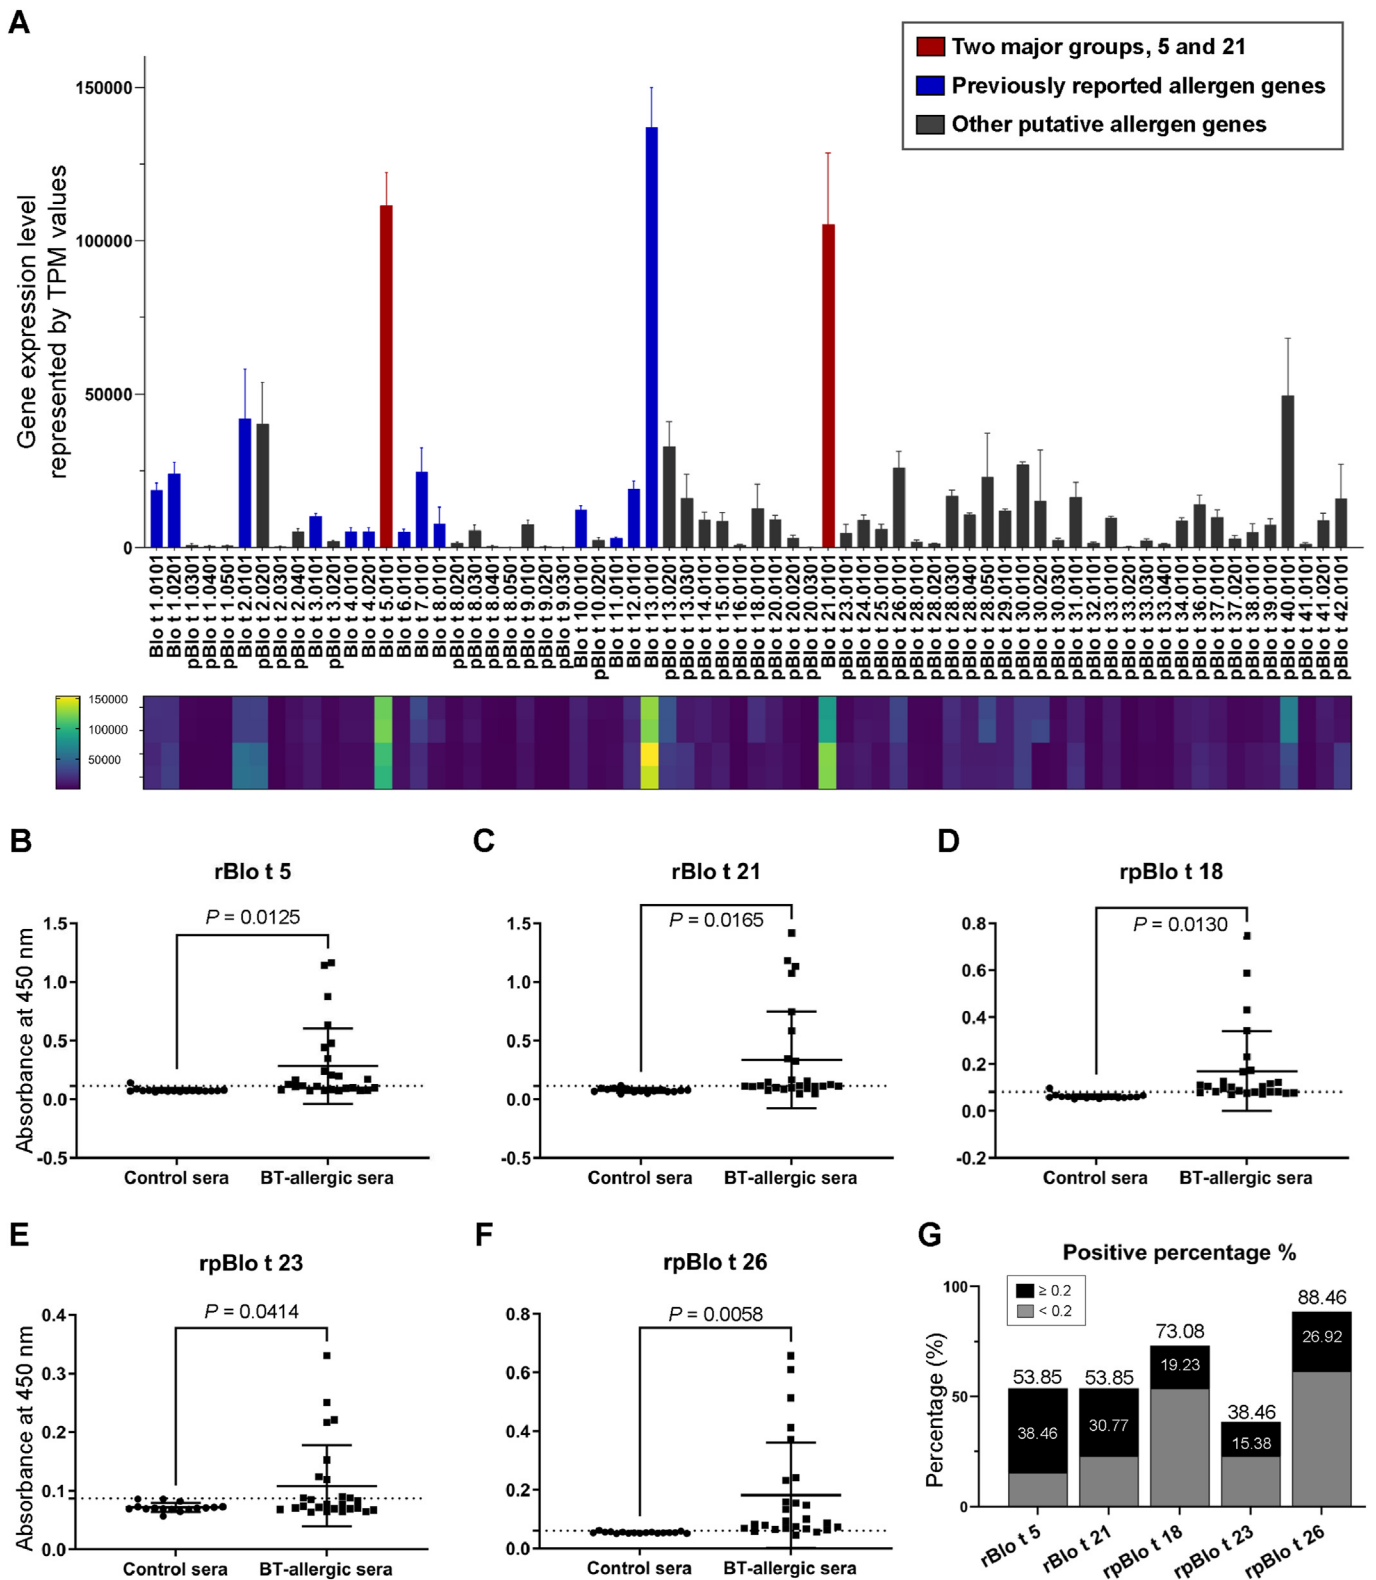 A
Two major groups, 5 and 21
Previously reported allergen genes
Other putative allergen genes
Gene expression level
represented by TPM values
150000
100000
50000
0
Blo t 1.0101
Blo t 1.0201
pBlo t 1.0301
pBlo t 1.0401
pBlo t 1.0501
Blo t 2.0101
pBlo t 2.0201
pBlo t 2.0301
pBlo t 2.0401
Blo t 3.0101
pBlo t 3.0201
Blo t 4.0101
Blo t 4.0201
Blo t 5.0101
Blo t 6.0101
Blo t 7.0101
Blo t 8.0101
pBlo t 8.0201
pBlo t 8.0301
pBlo t 8.0401
pBlo t 8.0501
pBlo t 9.0101
pBlo t 9.0201
pBlo t 9.0301
Blo t 10.0101
pBlo t 10.0201
Blo t 11.0101
Blo t 12.0101
Blo t 13.0101
pBlo t 13.0201
pBlo t 13.0301
pBlo t 14.0101
pBlo t 15.0101
pBlo t 16.0101
pBlo t 18.0101
pBlo t 20.0101
pBlo t 20.0201
pBlo t 20.0301
Blo t 21.0101
pBlo t 23.0101
pBlo t 24.0101
pBlo t 25.0101
pBlo t 26.0101
pBlo t 28.0101
pBlo t 28.0201
pBlo t 28.0301
pBlo t 28.0401
pBlo t 28.0501
pBlo t 29.0101
pBlo t 30.0101
pBlo t 30.0201
pBlo t 30.0301
pBlo t 31.0101
pBlo t 32.0101
pBlo t 33.0101
pBlo t 33.0201
pBlo t 33.0301
pBlo t 33.0401
pBlo t 34.0101
pBlo t 36.0101
pBlo t 37.0101
pBlo t 37.0201
pBlo t 38.0101
pBlo t 39.0101
pBlo t 40.0101
pBlo t 41.0101
pBlo t 41.0201
pBlo t 42.0101
150000
100000
50000
B
rBlo t 5
P = 0.0125
Absorbance at 450 nm
1.5
1.0
0.5
0.0
-0.5
Control sera
BT-allergic sera
C
rBlo t 21
P = 0.0165
1.5
1.0
0.5
0.0
-0.5
Control sera
BT-allergic sera
D
rpBlo t 18
P = 0.0130
0.8
0.6
0.4
0.2
0.0
-0.2
Control sera
BT-allergic sera
E
rpBlo t 23
P = 0.0414
Absorbance at 450 nm
0.4
0.3
0.2
0.1
0.0
Control sera
BT-allergic sera
F
rpBlo t 26
P = 0.0058
0.8
0.6
0.4
0.2
0.0
Control sera
BT-allergic sera
G
Positive percentage %
≥ 0.2
< 0.2
Percentage (%)
100
50
0
53.85
38.46
53.85
30.77
73.08
19.23
38.46
15.38
88.46
26.92
rBlo t 5
rBlo t 21
rpBlo t 18
rpBlo t 23
rpBlo t 26